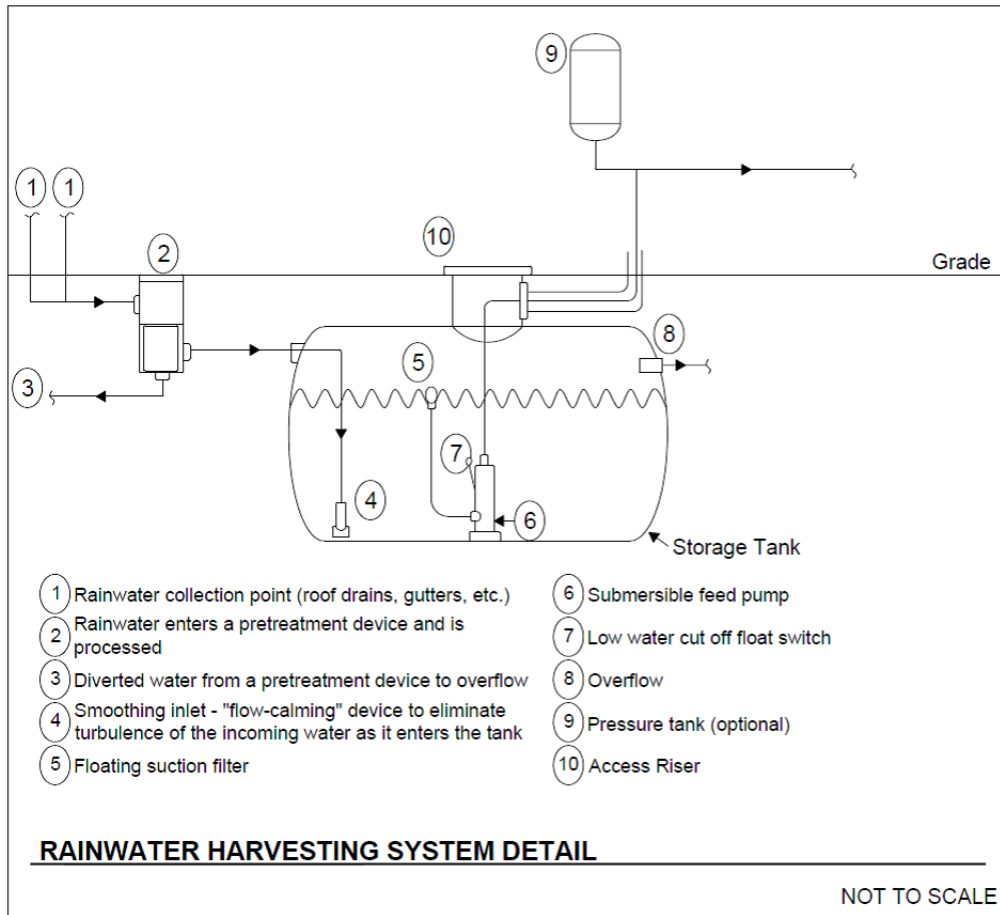 9
1
1
2
10
Grade
8
5
3
7
4
6
Storage Tank
1 Rainwater collection point (roof drains, gutters, etc.)
2 Rainwater enters a pretreatment device and is
processed
3 Diverted water from a pretreatment device to overflow
4 Smoothing inlet - "flow-calming" device to eliminate
turbulence of the incoming water as it enters the tank
5 Floating suction filter
6 Submersible feed pump
7 Low water cut off float switch
8 Overflow
9 Pressure tank (optional)
10 Access Riser
RAINWATER HARVESTING SYSTEM DETAIL
NOT TO SCALE